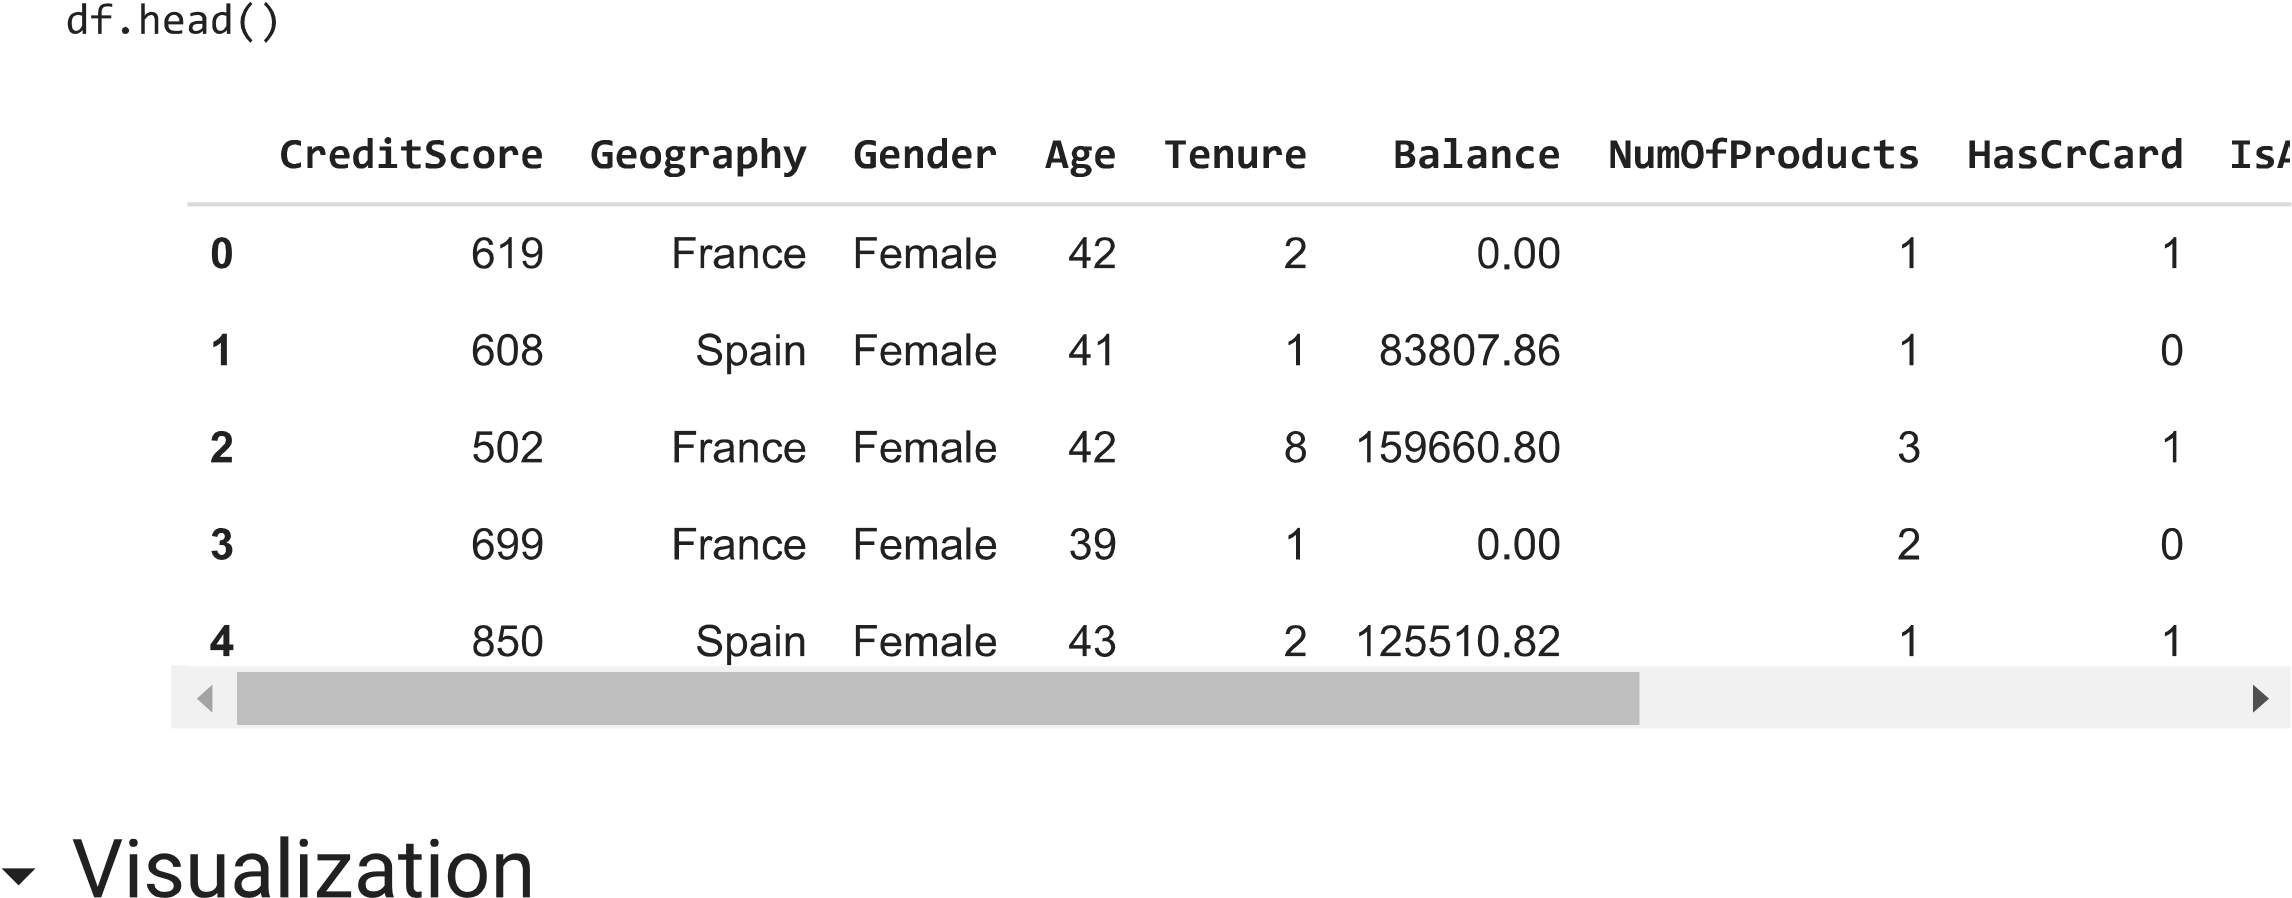 df.head()
CreditScore Geography Gender Age Tenure Balance NumOfProducts HasCrCard IsA
0 619 France Female 42 2 0.00 1 1
1 608 Spain Female 41 1 83807.86 1 0
2 502 France Female 42 8 159660.80 3 1
3 699 France Female 39 1 0.00 2 0
4 850 Spain Female 43 2 125510.82 1 1
Visualization